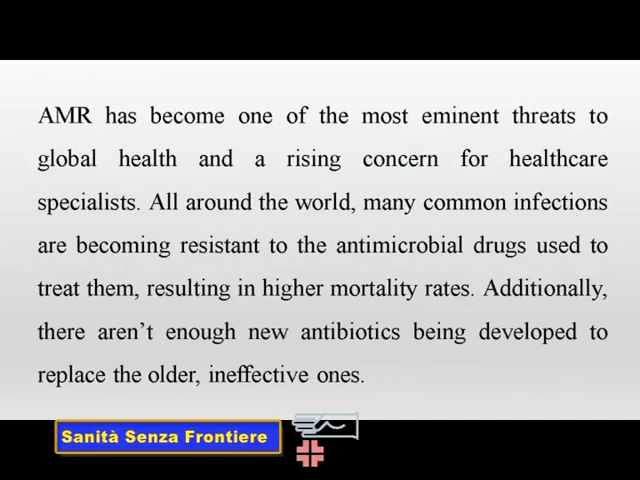 AMR has become one of the most eminent threats to
global health and a rising concern for healthcare
specialists. All around the world, many common infections
are becoming resistant to the antimicrobial drugs used to
treat them, resulting in higher mortality rates. Additionally,
there aren't enough new antibiotics being developed to
replace the older, ineffective ones.
Sanità Senza Frontiere